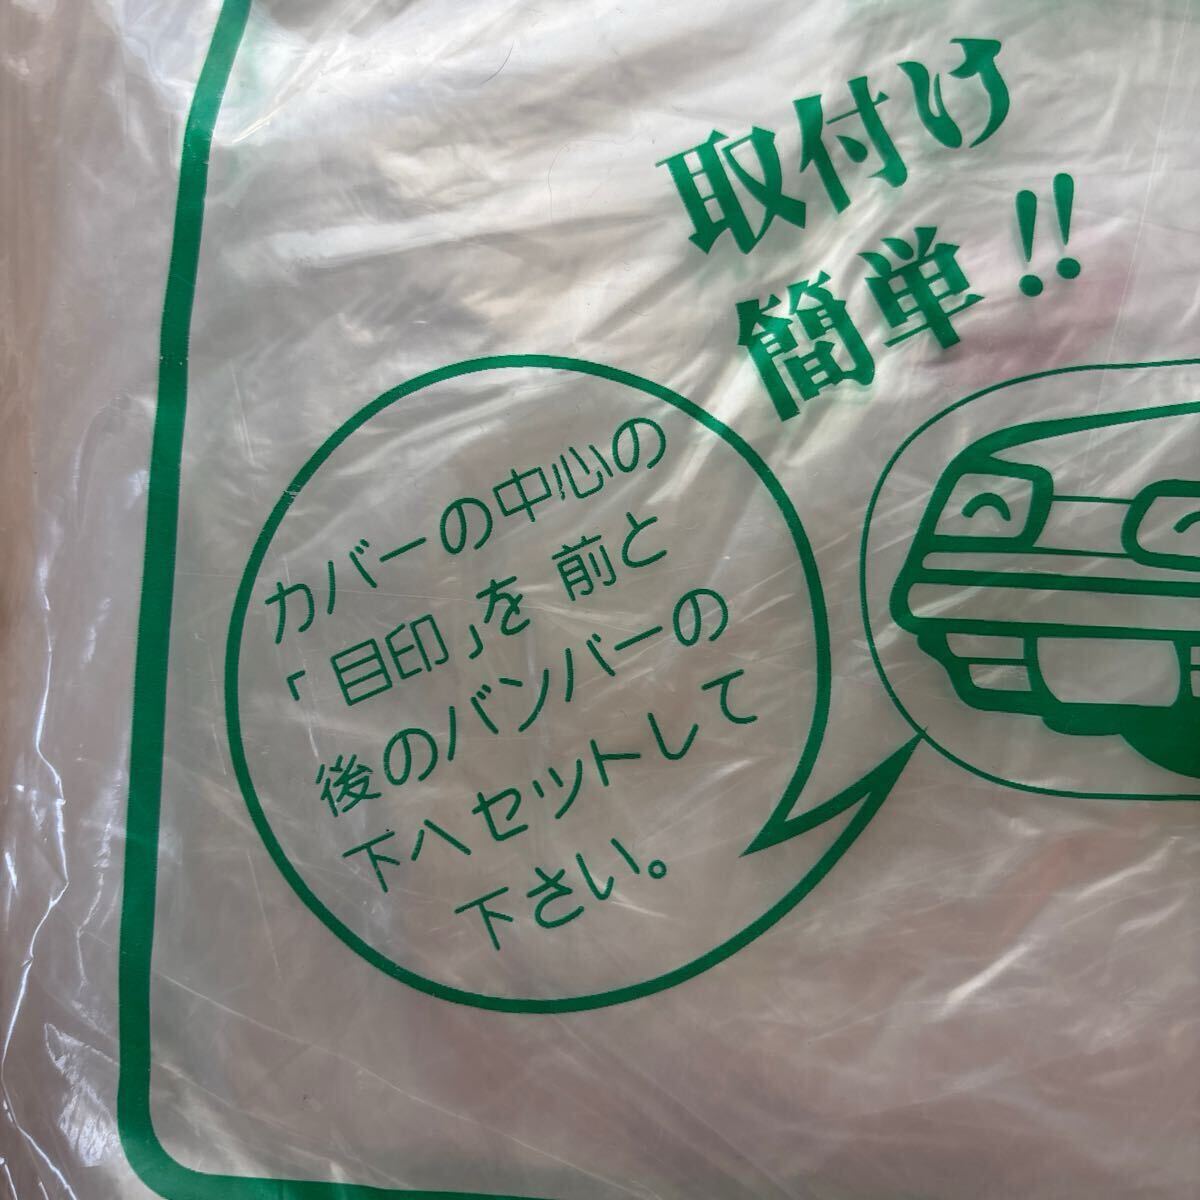 取付け
簡単!!
カバーの中心の
「目印」を前と
後のバンバーの
下へセットして
下さい。